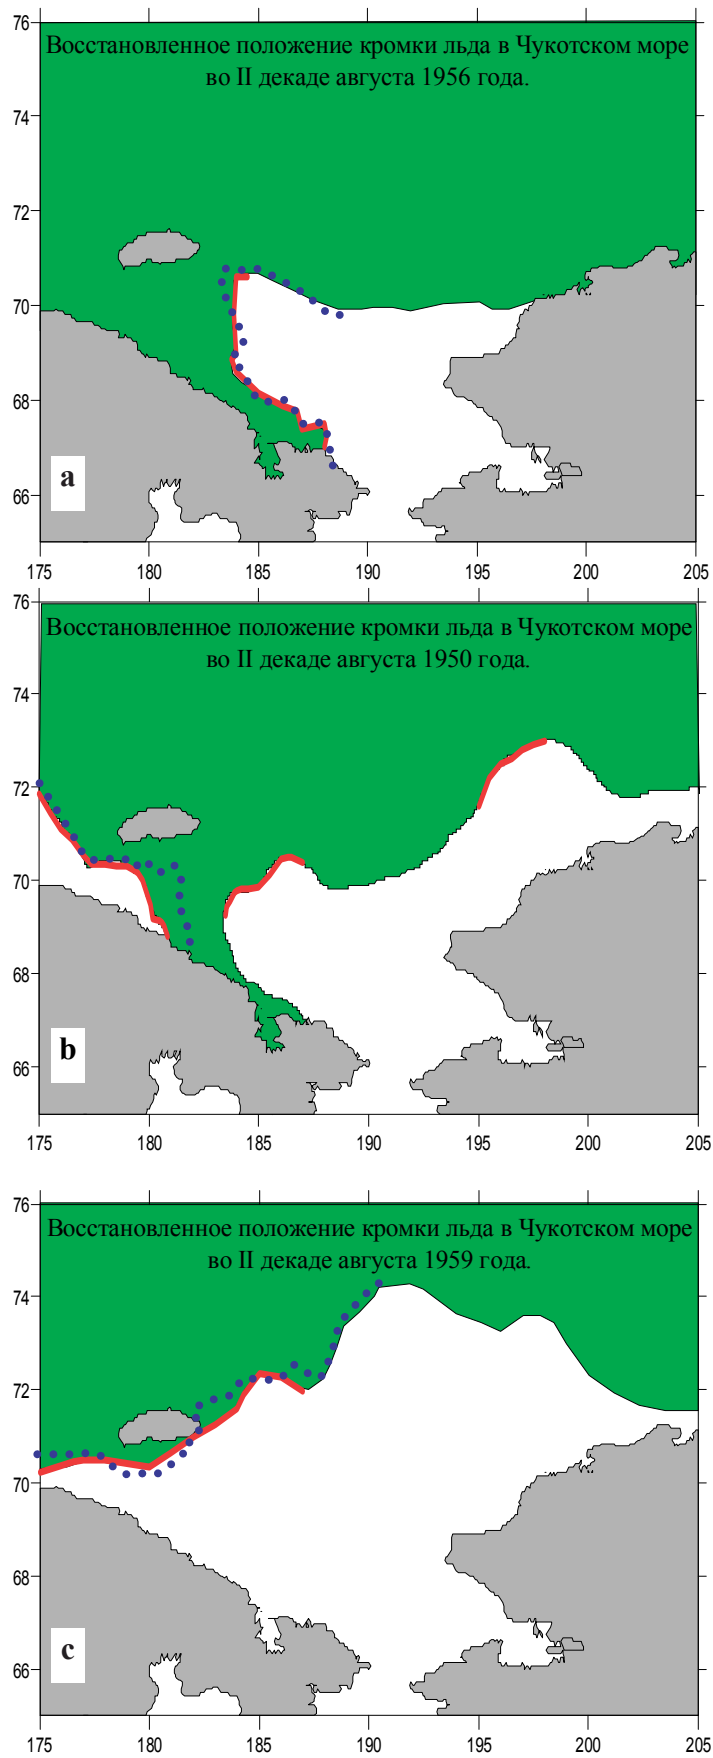 76
Восстановленное положение кромки льда в Чукотском море
во II декаде августа 1956 года.
74
72
70
68
a
66
175 180 185 190 195 200 205
76
Восстановленное положение кромки льда в Чукотском море
во II декаде августа 1950 года.
74
72
70
68
b
66
175 180 185 190 195 200 205
76
Восстановленное положение кромки льда в Чукотском море
во II декаде августа 1959 года.
74
72
70
68
c
66
175 180 185 190 195 200 205